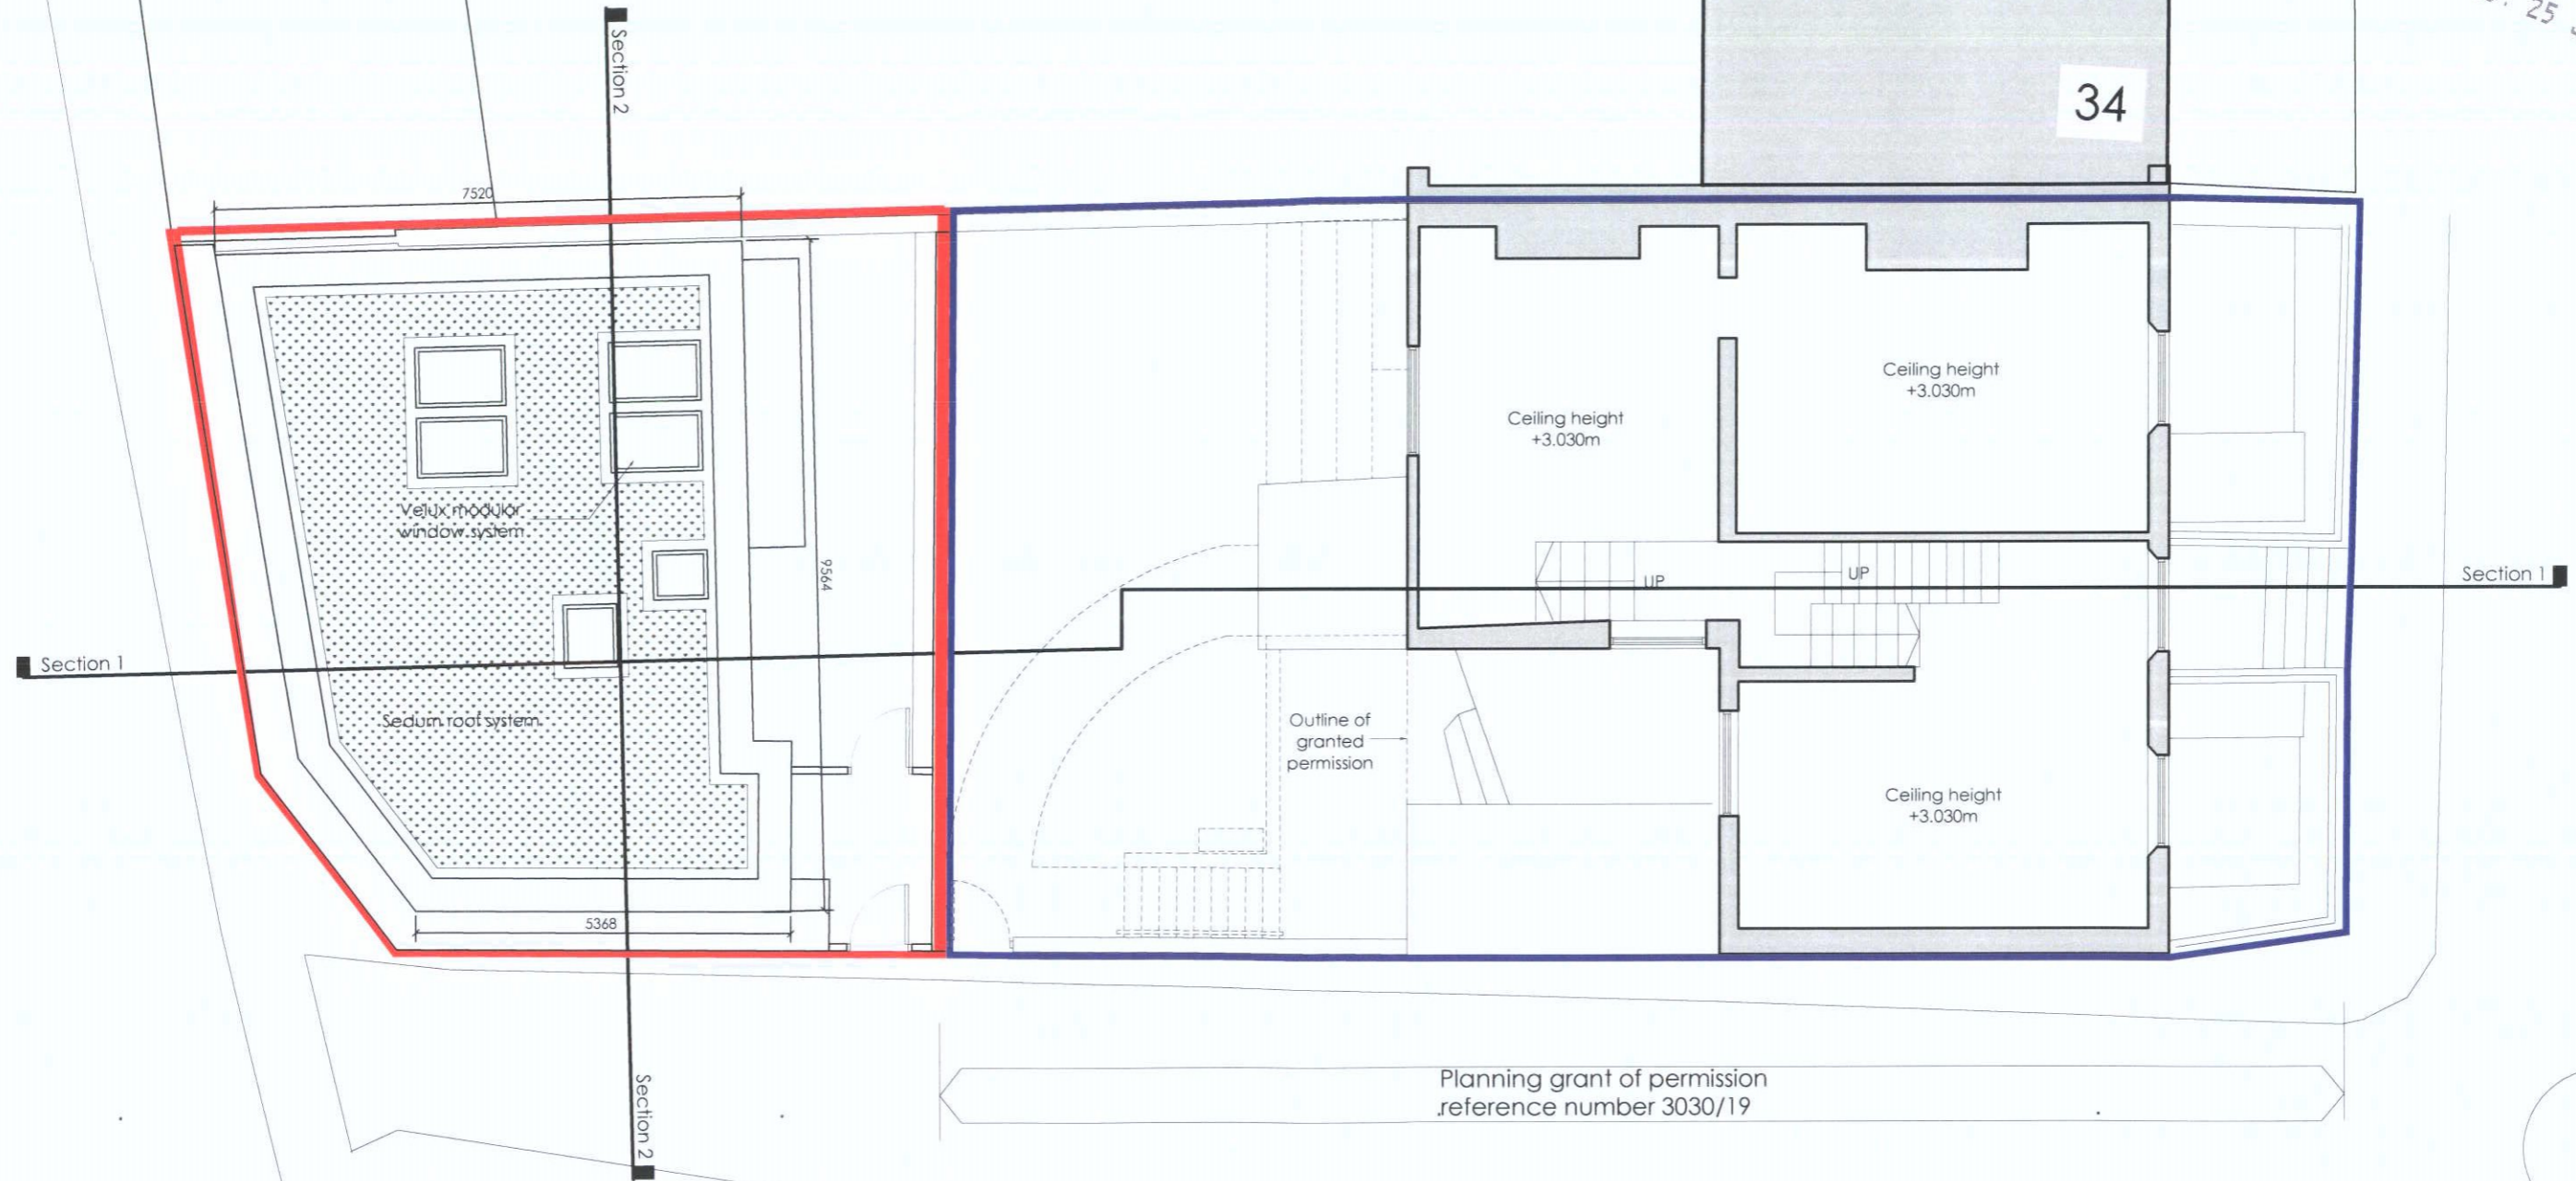 Section 2
25
34
7520
Ceiling height
+3.030m
Ceiling height
+3.030m
Velux modular
window system
9564
UP
UP
Section 1
Section 1
Sedum roof system
Outline of
granted
permission
Ceiling height
+3.030m
5368
Section 2
Planning grant of permission
reference number 3030/19